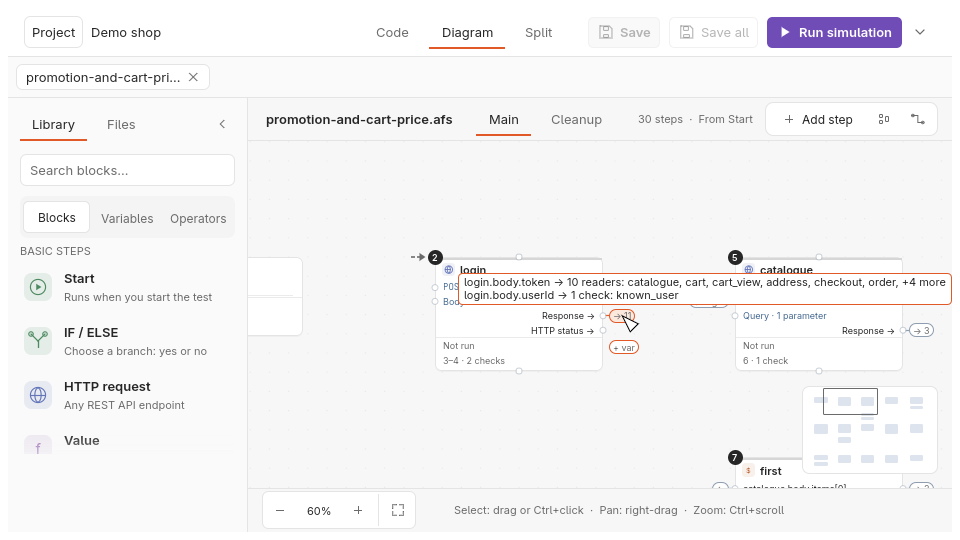 Project Demo shop Code Diagram Split Save Save all Run simulation
promotion-and-cart-pri...
Library Files
promotion-and-cart-price.afs Main Cleanup 30 steps · From Start Add step
Search blocks...
Blocks Variables Operators
BASIC STEPS
Start
Runs when you start the test
IF / ELSE
Choose a branch: yes or no
HTTP request
Any REST API endpoint
Value
2 login
5 catalogue
login.body.token → 10 readers: catalogue, cart, cart_view, address, checkout, order, +4 more
login.body.userId → 1 check: known_user
Response →
HTTP status →
+ var
Not run
3–4 · 2 checks
Query · 1 parameter
Response → → 3
Not run
6 · 1 check
7 $ first
60%
Select: drag or Ctrl+click · Pan: right-drag · Zoom: Ctrl+scroll